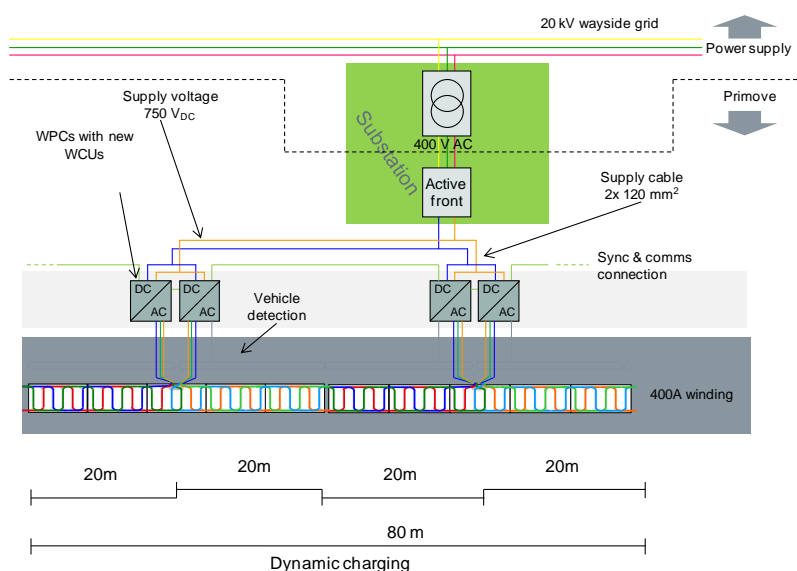 20 kV wayside grid
Power supply
Supply voltage
750 VDC
Primove
WPCs with new
WCUs
Substation
400 V AC
Active
front
Supply cable
2x 120 mm²
Sync & comms
connection
DC
AC
DC
AC
DC
AC
DC
AC
Vehicle
detection
400A winding
20m
20m
20m
20m
80 m
Dynamic charging